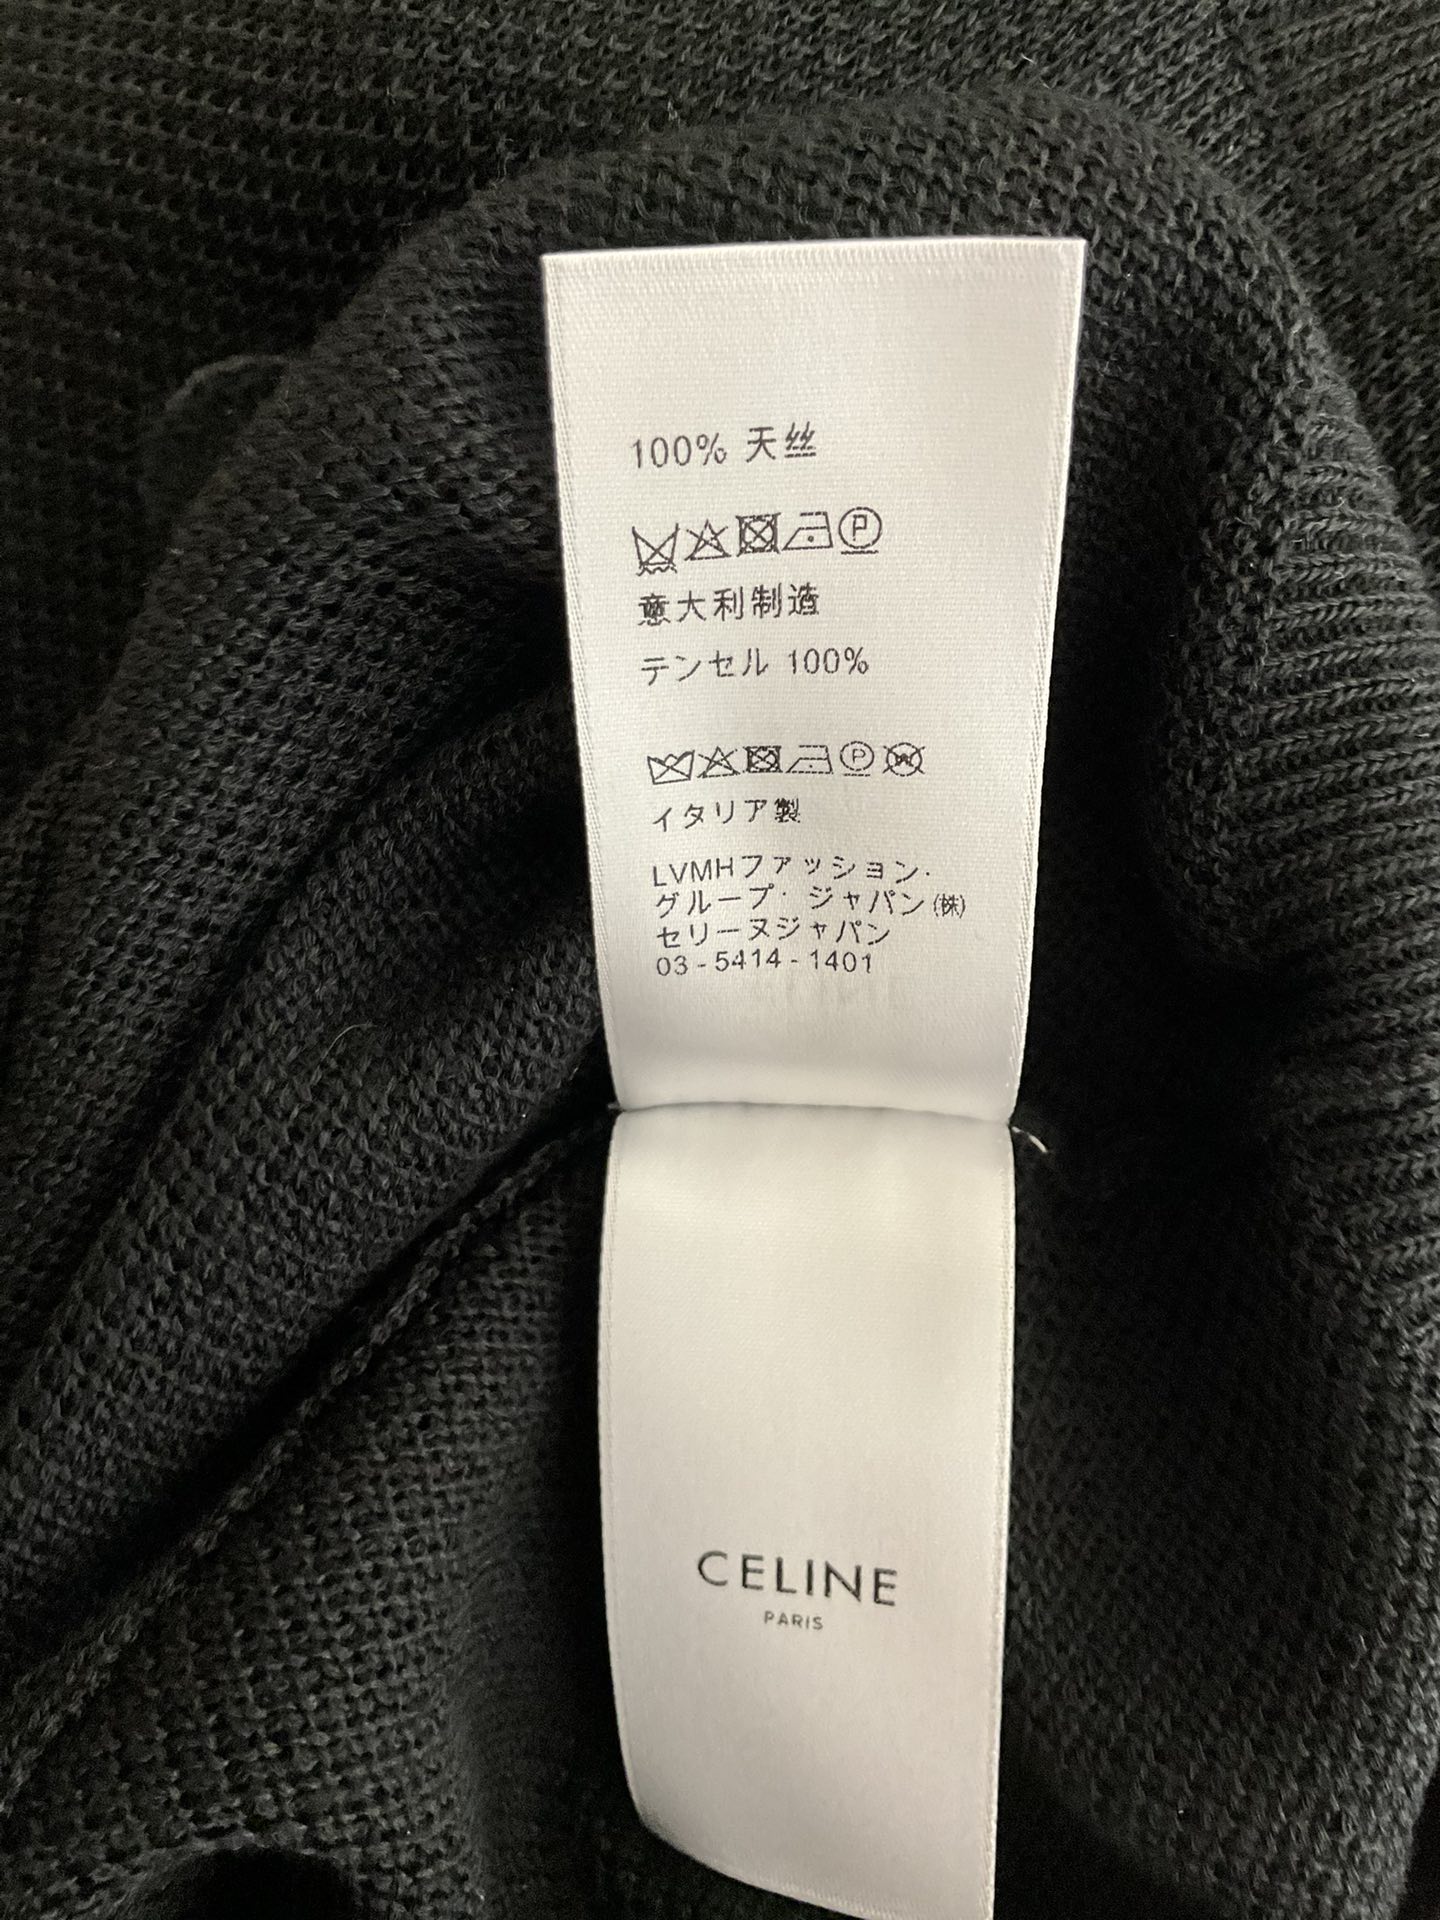 100% 天丝
P
意大利制造
テンセル 100%
P W
イタリア製
LVMHファッション・
グループ・ジャパン(株)
セリーヌジャパン
03-5414-1401
CELINE
PARIS